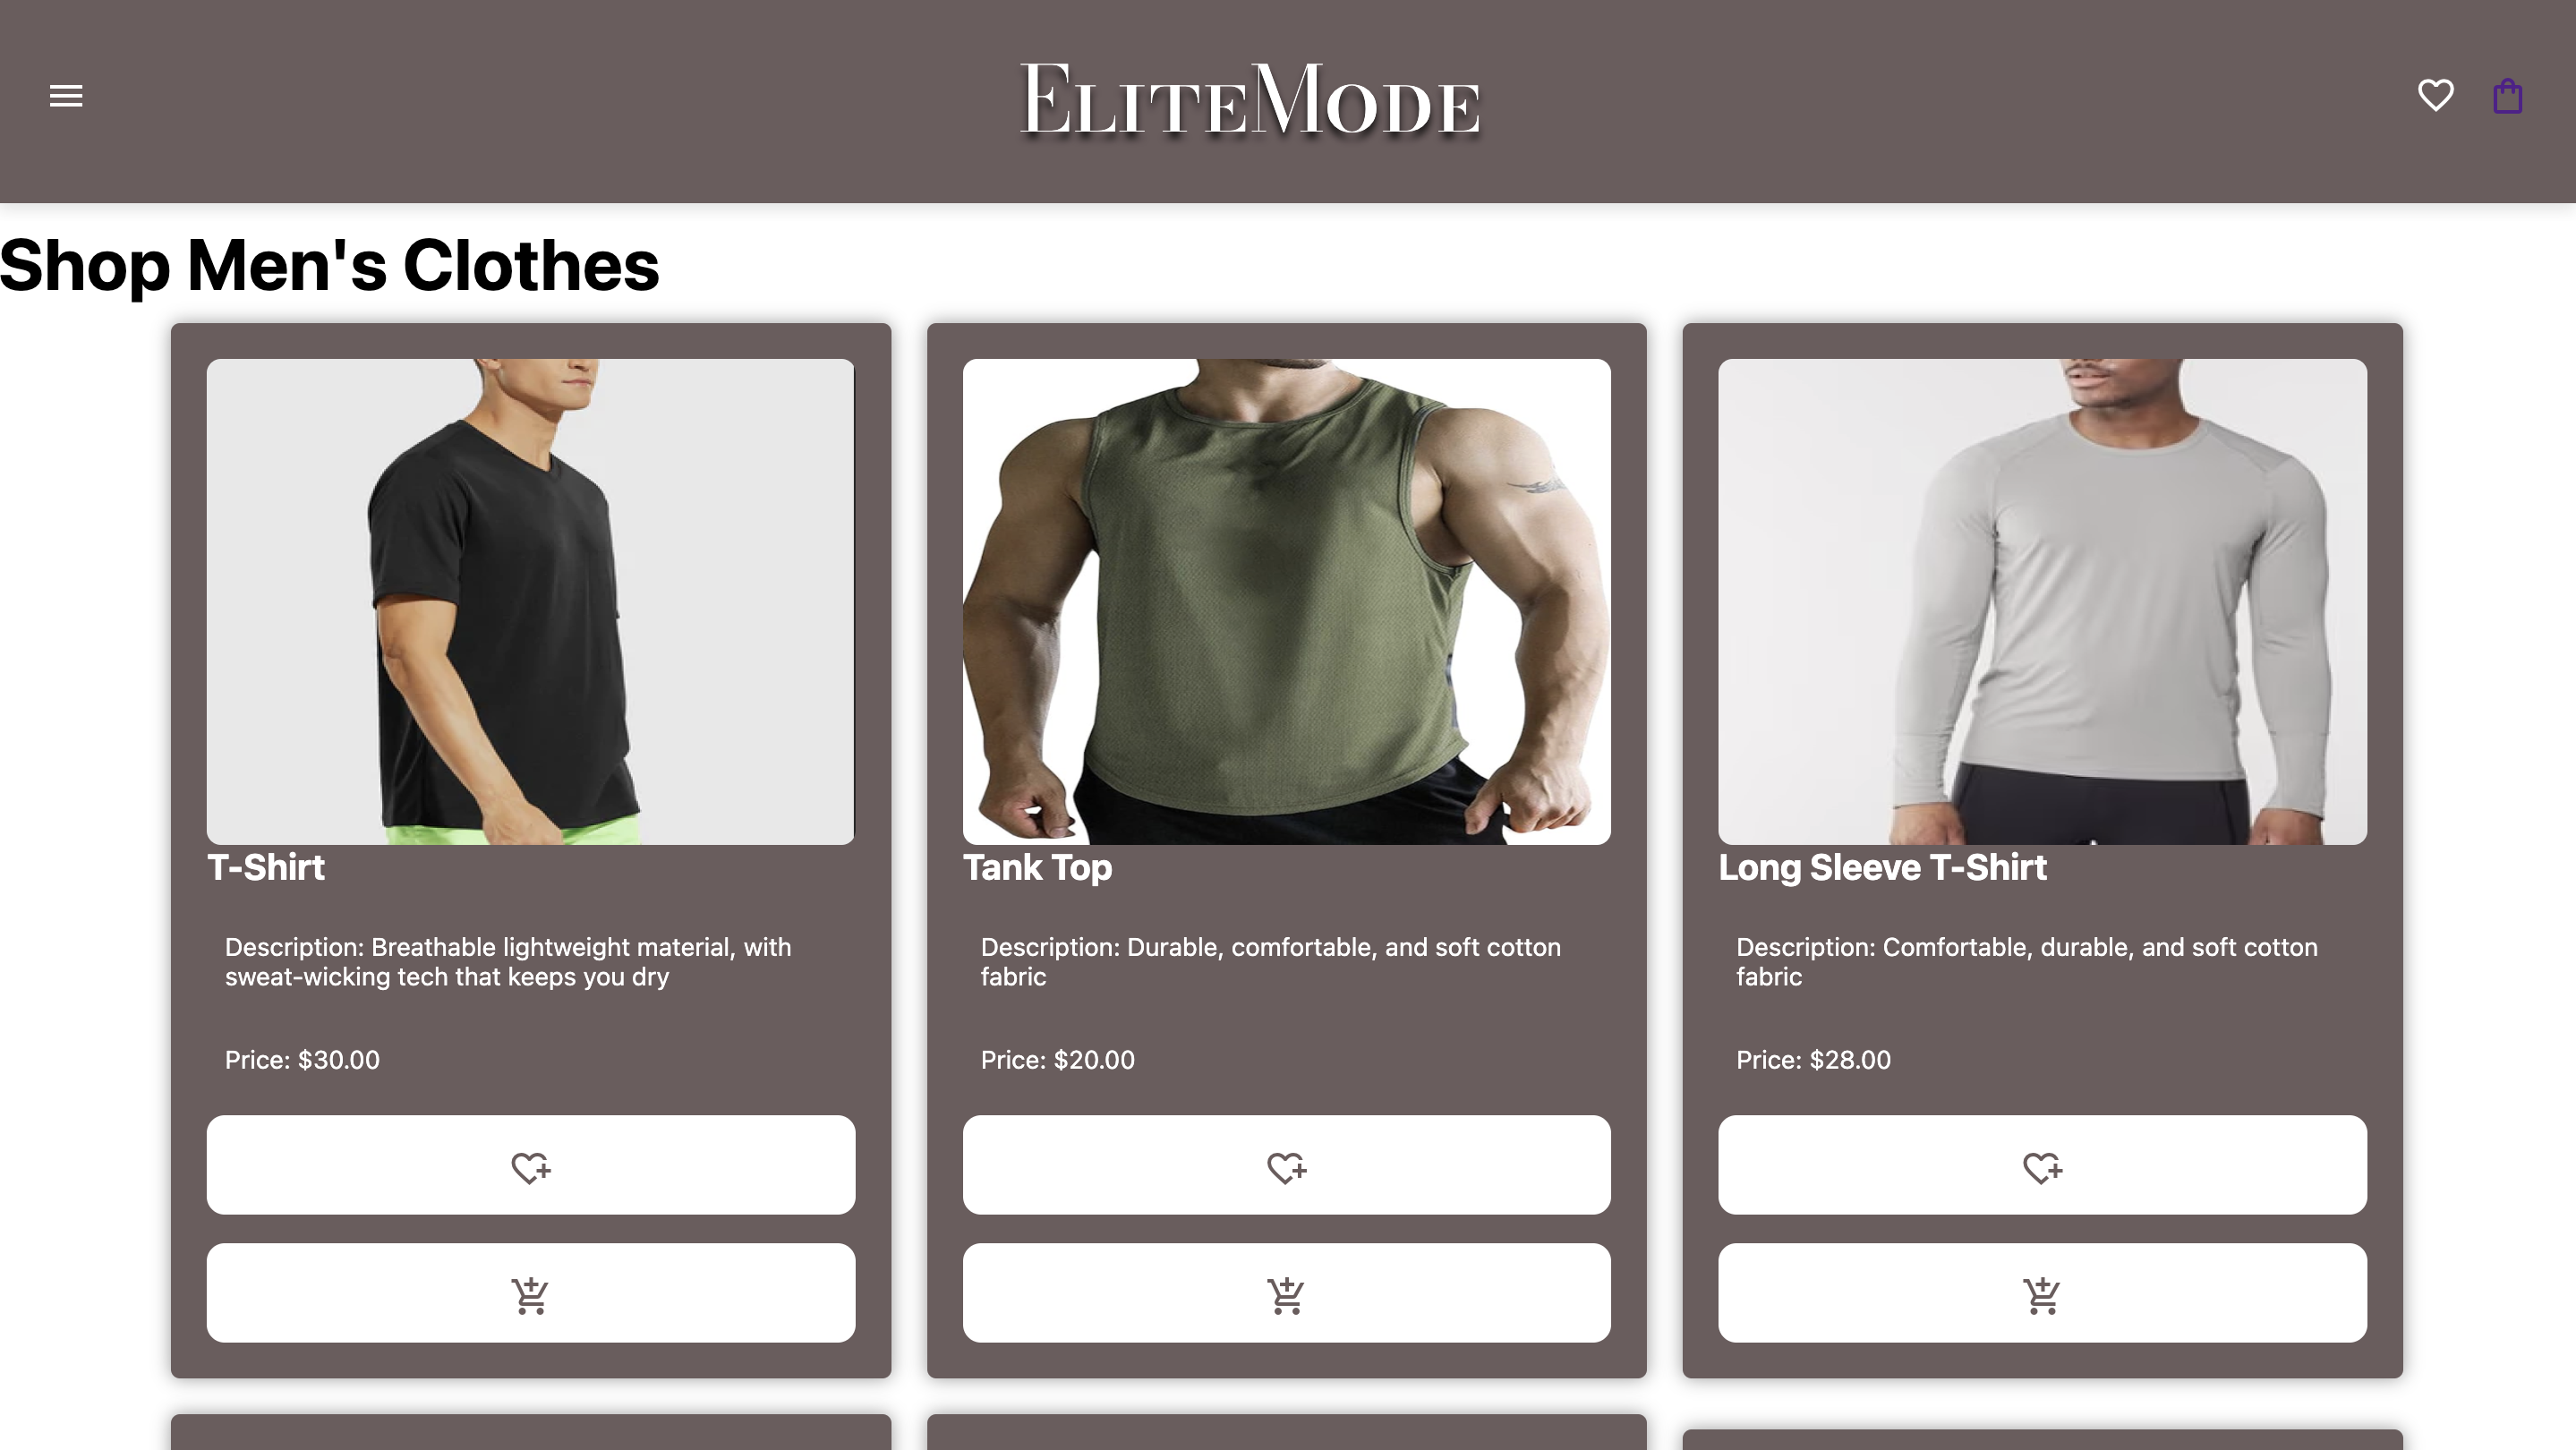 EliteMode
Shop Men's Clothes
T-Shirt
Description: Breathable lightweight material, with
sweat-wicking tech that keeps you dry
Price: $30.00
Tank Top
Description: Durable, comfortable, and soft cotton
fabric
Price: $20.00
Long Sleeve T-Shirt
Description: Comfortable, durable, and soft cotton
fabric
Price: $28.00